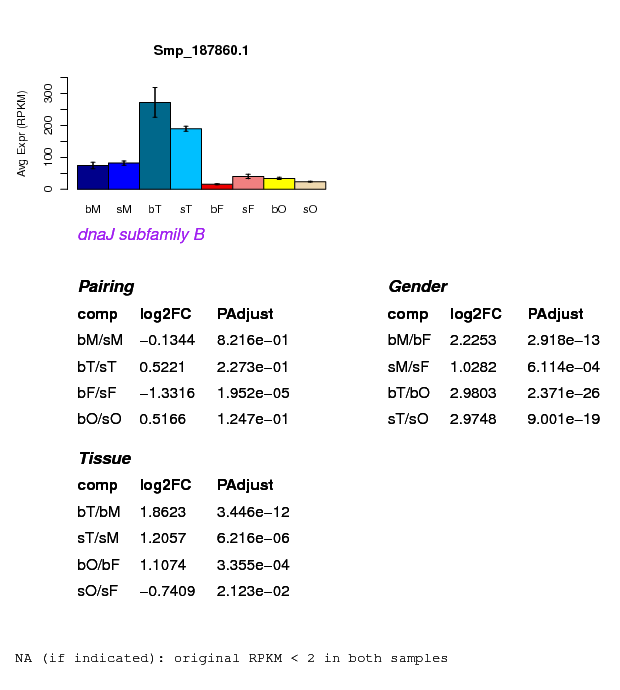 Smp_187860.1
Avg Expr (RPKM)
300
200
100
0
bM sM bT sT bF sF bO sO
dnaJ subfamily B
Pairing
comp log2FC PAdjust
bM/sM −0.1344 8.216e−01
bT/sT 0.5221 2.273e−01
bF/sF −1.3316 1.952e−05
bO/sO 0.5166 1.247e−01
Gender
comp log2FC PAdjust
bM/bF 2.2253 2.918e−13
sM/sF 1.0282 6.114e−04
bT/bO 2.9803 2.371e−26
sT/sO 2.9748 9.001e−19
Tissue
comp log2FC PAdjust
bT/bM 1.8623 3.446e−12
sT/sM 1.2057 6.216e−06
bO/bF 1.1074 3.355e−04
sO/sF −0.7409 2.123e−02
NA (if indicated): original RPKM < 2 in both samples